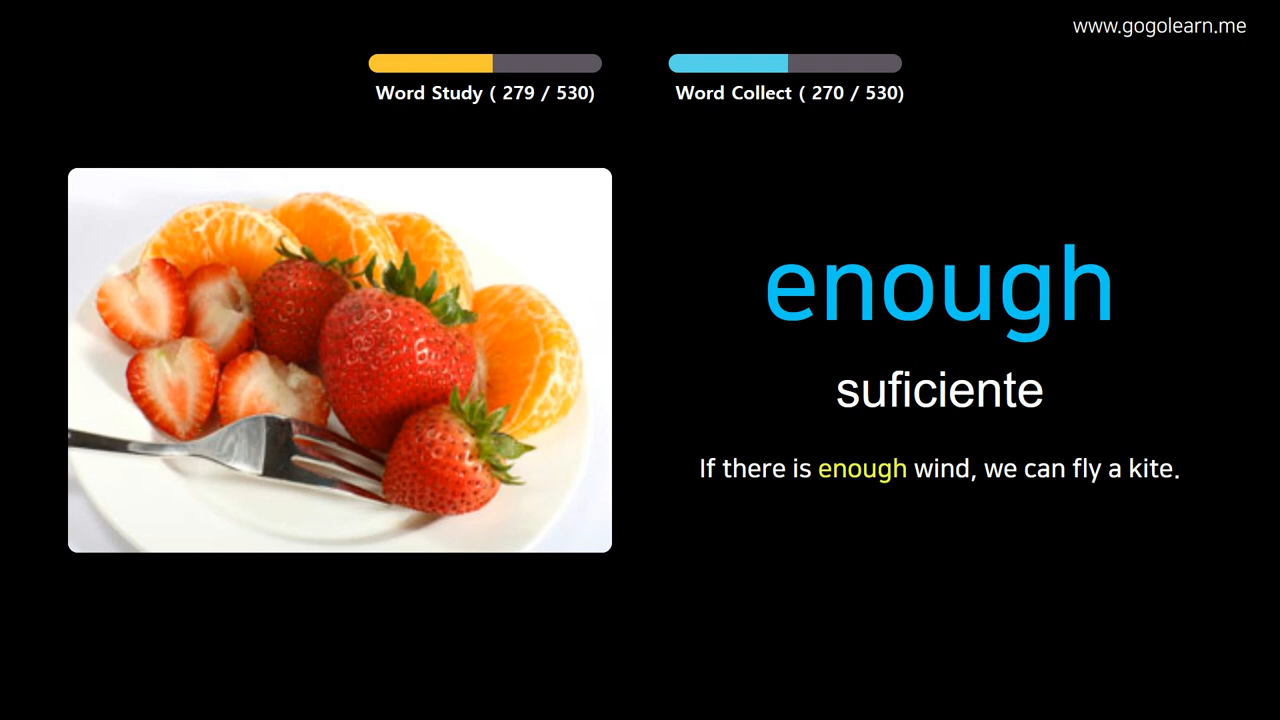 www.gogolearn.me
Word Study ( 279 / 530)
Word Collect ( 270 / 530)
enough
suficiente
If there is enough wind, we can fly a kite.